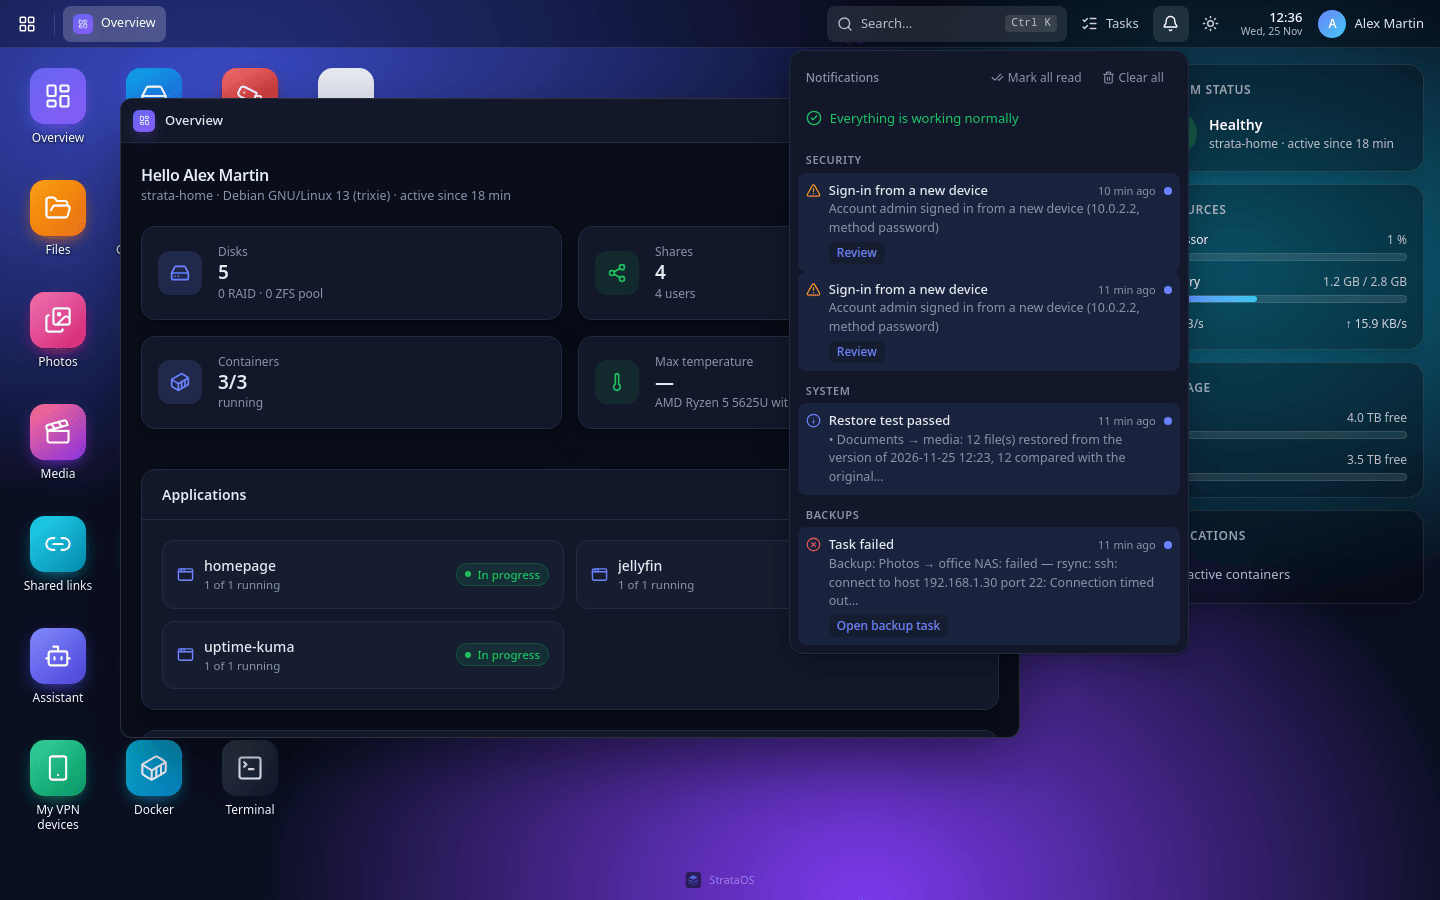 Overview
Search...
Ctrl K
Tasks
12:36
Wed, 25 Nov
A
Alex Martin
Overview
Files
Photos
Media
Shared links
Assistant
My VPN
devices
Docker
Terminal
Overview
Hello Alex Martin
strata-home · Debian GNU/Linux 13 (trixie) · active since 18 min
Disks
5
0 RAID · 0 ZFS pool
Shares
4
4 users
Containers
3/3
running
Max temperature
—
AMD Ryzen 5 5625U wit
Applications
homepage
1 of 1 running
In progress
jellyfin
1 of 1 running
uptime-kuma
1 of 1 running
In progress
Notifications
Mark all read
Clear all
Everything is working normally
SECURITY
Sign-in from a new device
10 min ago
Account admin signed in from a new device (10.0.2.2,
method password)
Review
Sign-in from a new device
11 min ago
Account admin signed in from a new device (10.0.2.2,
method password)
Review
SYSTEM
Restore test passed
11 min ago
• Documents → media: 12 file(s) restored from the
version of 2026-11-25 12:23, 12 compared with the
original...
BACKUPS
Task failed
11 min ago
Backup: Photos → office NAS: failed — rsync: ssh:
connect to host 192.168.1.30 port 22: Connection timed
out...
Open backup task
M STATUS
Healthy
strata-home · active since 18 min
URCES
ssor
1 %
ry
1.2 GB / 2.8 GB
B/s
↑ 15.9 KB/s
AGE
4.0 TB free
3.5 TB free
CATIONS
active containers
StrataOS